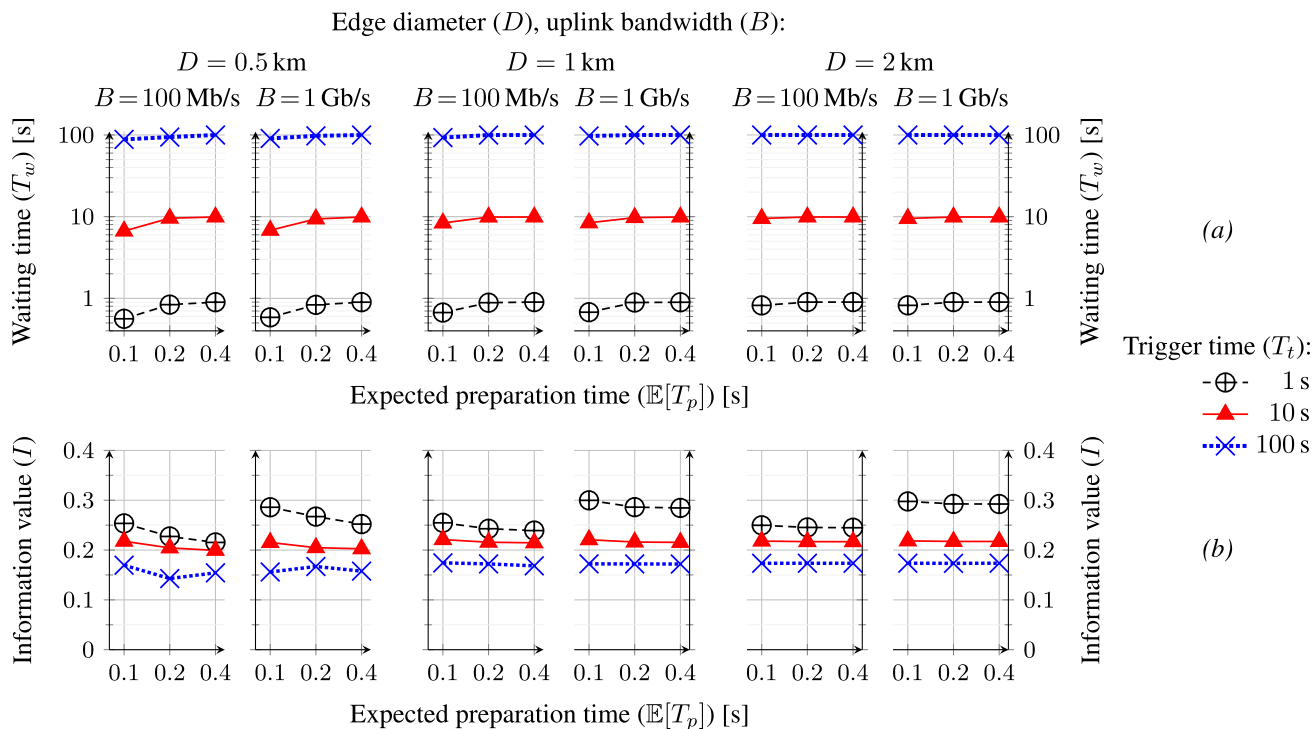 Edge diameter (D), uplink bandwidth (B):
D = 0.5 km D = 1 km D = 2 km
B = 100 Mb/s B = 1 Gb/s B = 100 Mb/s B = 1 Gb/s B = 100 Mb/s B = 1 Gb/s
Waiting time (T_w) [s]
100
10
1
0.1 0.2 0.4 0.1 0.2 0.4 0.1 0.2 0.4 0.1 0.2 0.4 0.1 0.2 0.4 0.1 0.2 0.4
100
10
1
Waiting time (T_w) [s]
(a)
Expected preparation time (𝔼[T_p]) [s]
Trigger time (T_t):
1 s
10 s
100 s
Information value (I)
0.4
0.3
0.2
0.1
0
0.1 0.2 0.4 0.1 0.2 0.4 0.1 0.2 0.4 0.1 0.2 0.4 0.1 0.2 0.4 0.1 0.2 0.4
0.4
0.3
0.2
0.1
0
Information value (I)
(b)
Expected preparation time (𝔼[T_p]) [s]